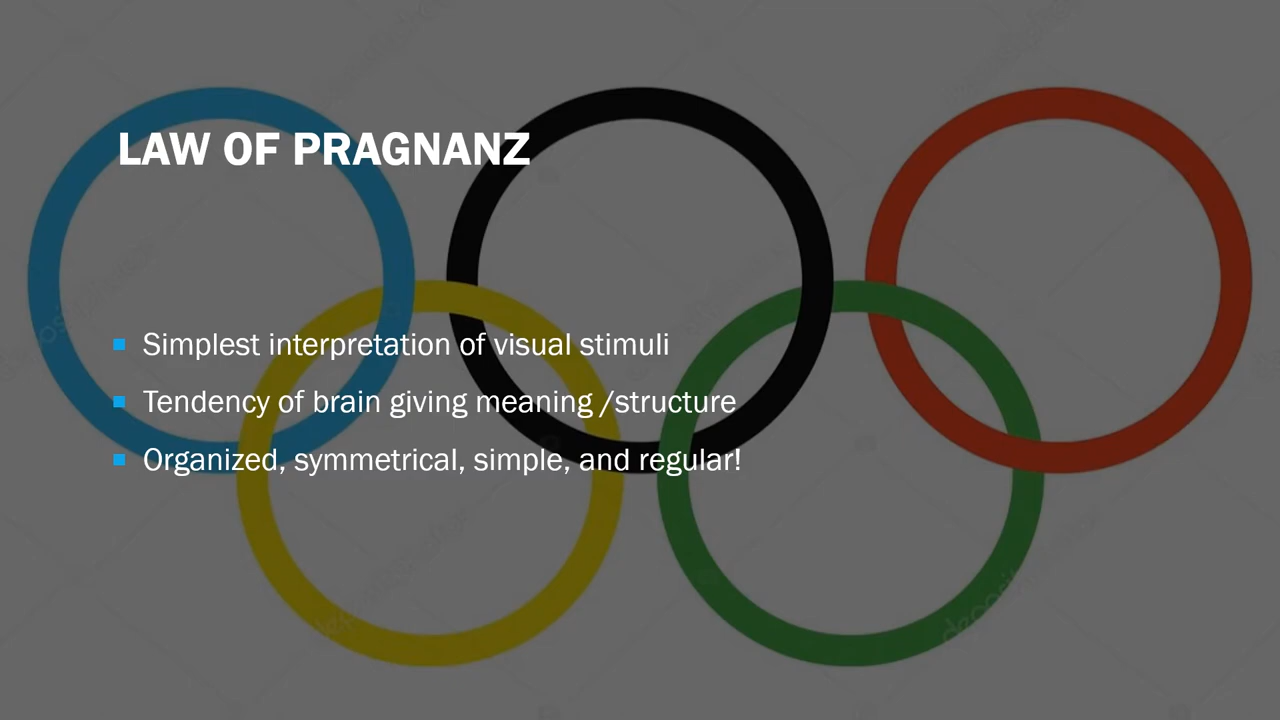 LAW OF PRAGNANZ
Simplest interpretation of visual stimuli
Tendency of brain giving meaning /structure
Organized, symmetrical, simple, and regular!